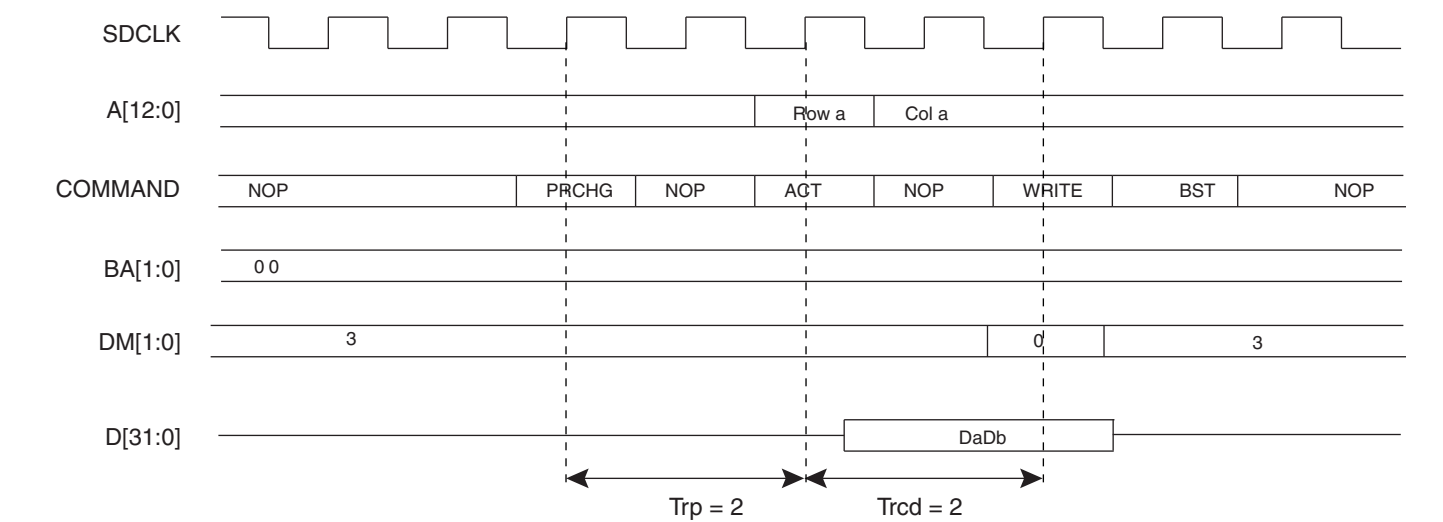 SDCLK
A[12:0] Row a Col a
COMMAND NOP PRCHG NOP ACT NOP WRITE BST NOP
BA[1:0] 0 0
DM[1:0] 3 0 3
D[31:0] DaDb
Trp = 2 Trcd = 2